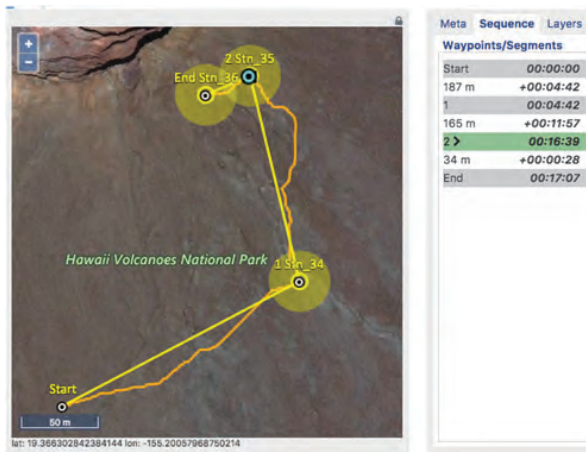 +
−
2 Stn_35
End Stn_36
Hawaii Volcanoes National Park
1 Stn_34
Start
50 m
lat: 19.366302842384144 lon: -155.20057968750214
Meta Sequence Layers
Waypoints/Segments
Start 00:00:00
187 m +00:04:42
1 00:04:42
165 m +00:11:57
2 > 00:16:39
34 m +00:00:28
End 00:17:07